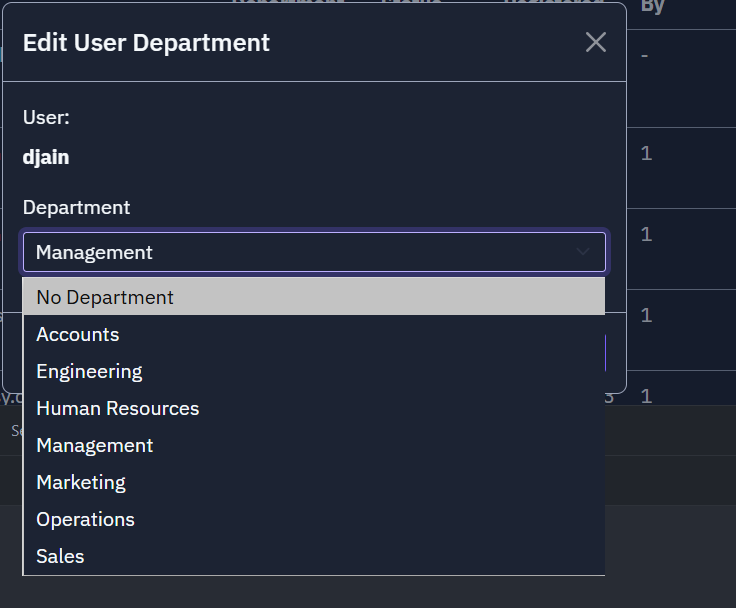 By
Edit User Department
-
User:
djain
1
Department
1
Management
No Department
1
Accounts
Engineering
1
Human Resources
Management
Marketing
Operations
Sales